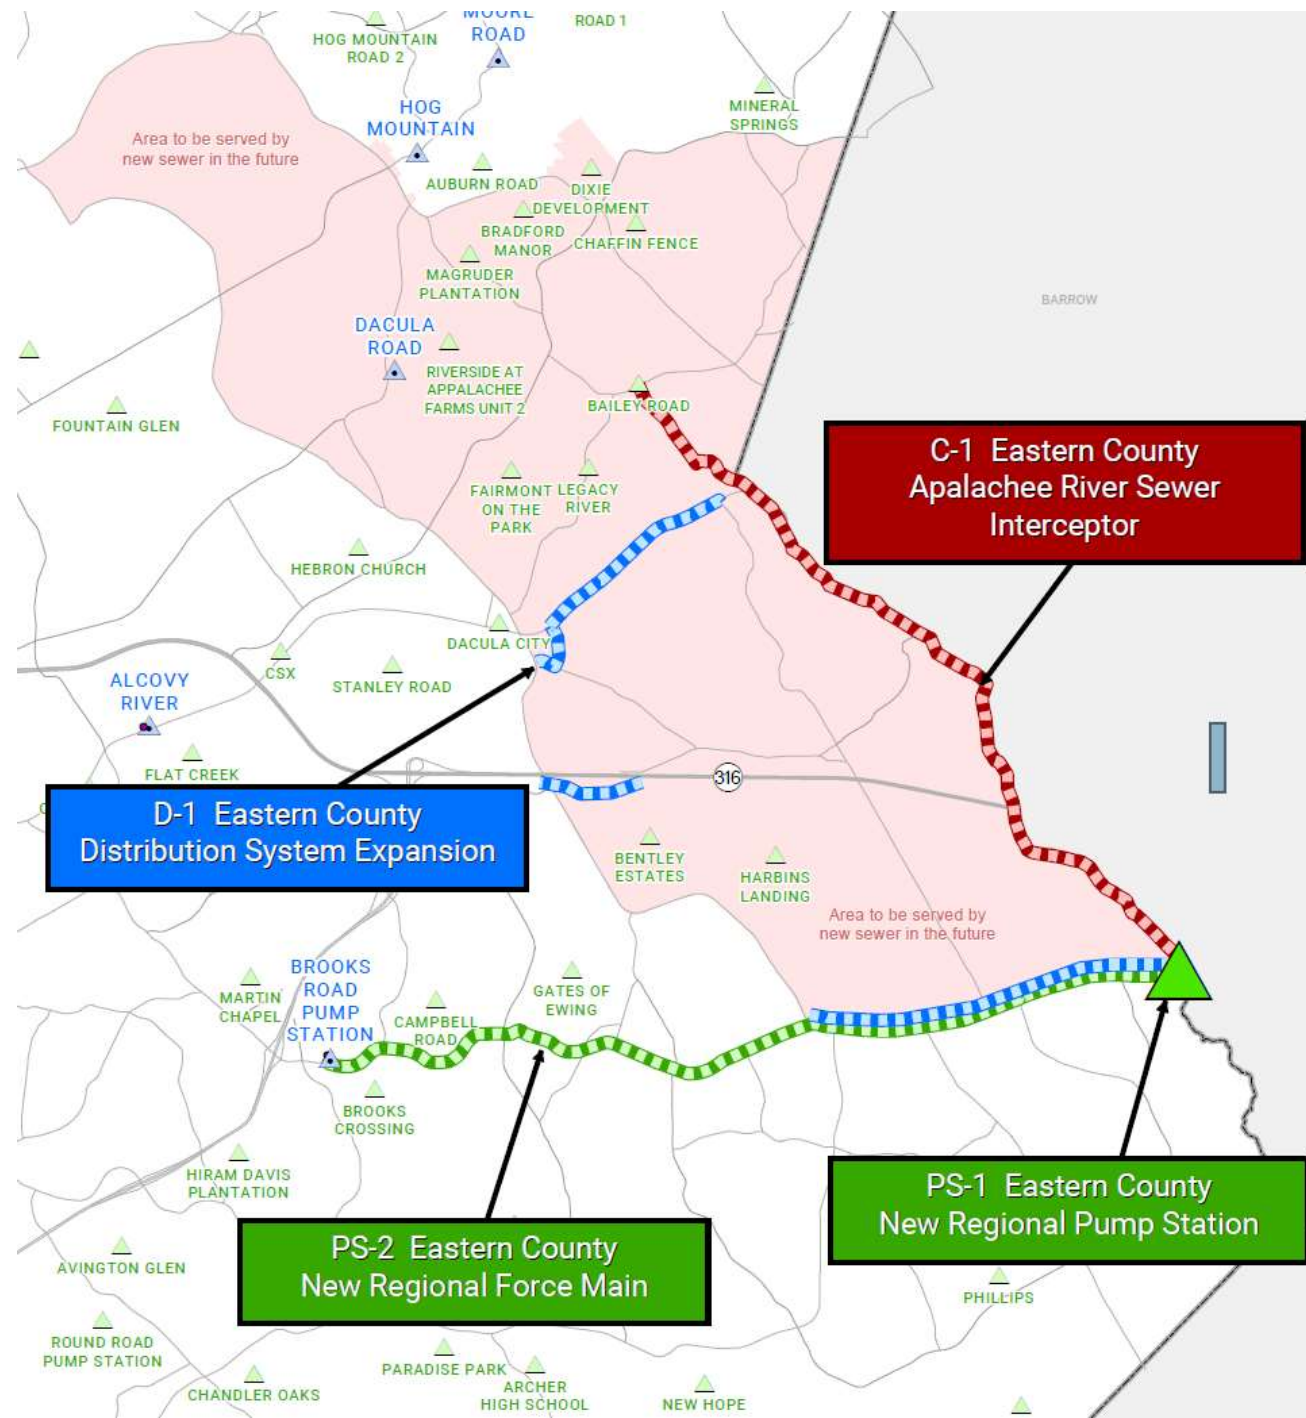 MOORE
ROAD
ROAD 1
HOG MOUNTAIN
ROAD 2
MINERAL
SPRINGS
HOG
MOUNTAIN
Area to be served by
new sewer in the future
AUBURN ROAD
DIXIE
DEVELOPMENT
BRADFORD
MANOR
CHAFFIN FENCE
MAGRUDER
PLANTATION
BARROW
DACULA
ROAD
RIVERSIDE AT
APPALACHEE
FARMS UNIT 2
BAILEY ROAD
FOUNTAIN GLEN
C-1 Eastern County
Apalachee River Sewer
Interceptor
FAIRMONT
ON THE
PARK
LEGACY
RIVER
HEBRON CHURCH
DACULA CITY
CSX
STANLEY ROAD
ALCOVY
RIVER
FLAT CREEK
316
D-1 Eastern County
Distribution System Expansion
BENTLEY
ESTATES
HARBINS
LANDING
Area to be served by
new sewer in the future
BROOKS
ROAD
PUMP
STATION
MARTIN
CHAPEL
CAMPBELL
ROAD
GATES OF
EWING
BROOKS
CROSSING
HIRAM DAVIS
PLANTATION
PS-1 Eastern County
New Regional Pump Station
PS-2 Eastern County
New Regional Force Main
AVINGTON GLEN
PHILLIPS
ROUND ROAD
PUMP STATION
PARADISE PARK
CHANDLER OAKS
ARCHER
HIGH SCHOOL
NEW HOPE